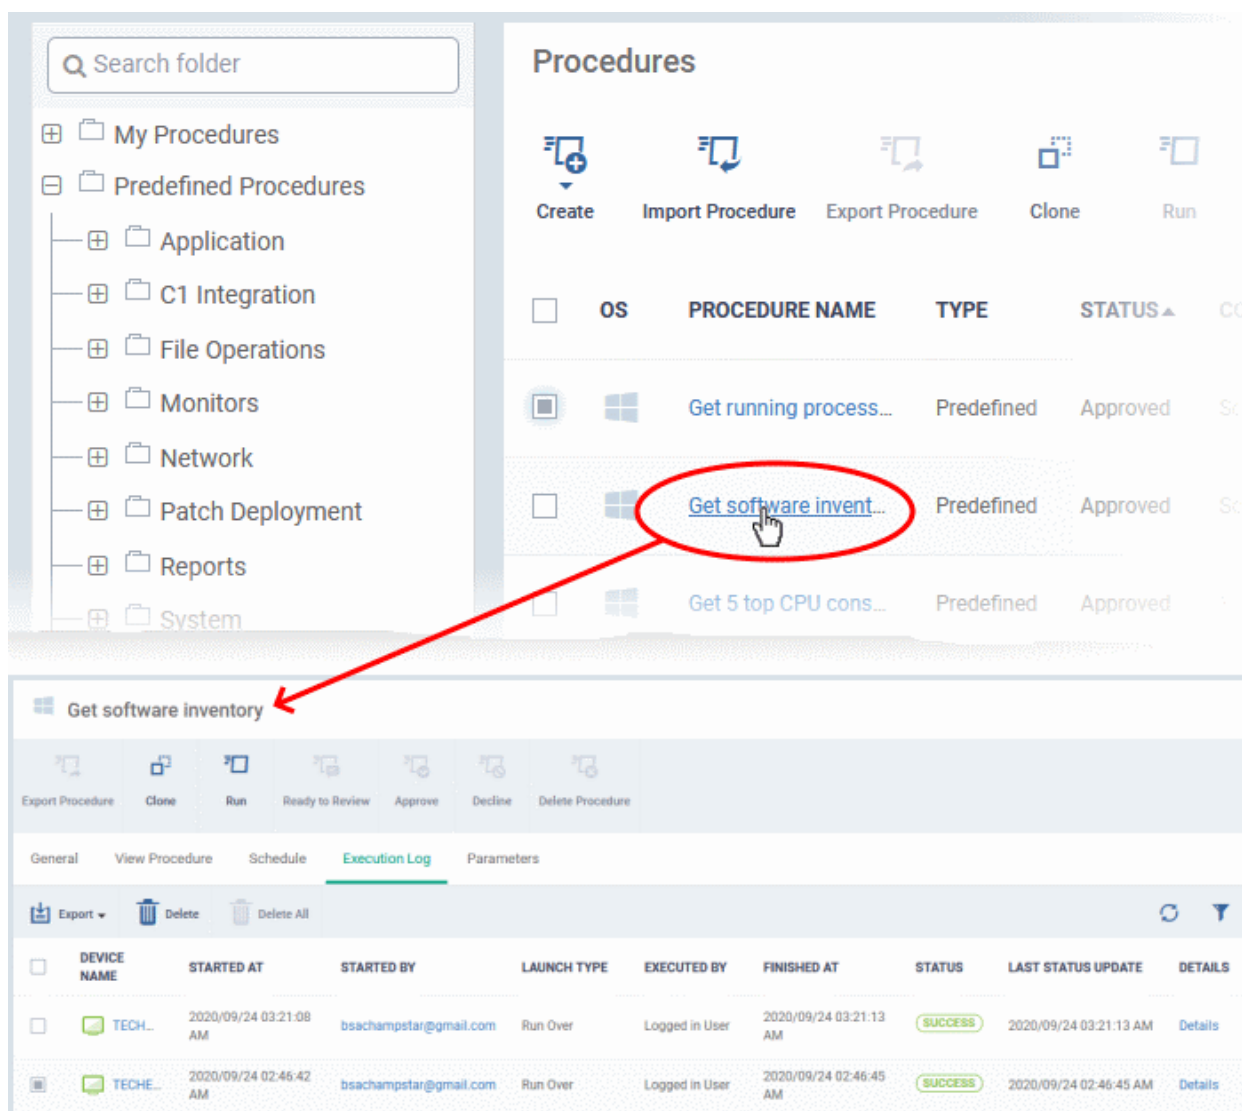 Search folder
My Procedures
Predefined Procedures
Application
C1 Integration
File Operations
Monitors
Network
Patch Deployment
Reports
System
Procedures
Create
Import Procedure
Export Procedure
Clone
Run
OS PROCEDURE NAME TYPE STATUS CO
Get running process... Predefined Approved Sc
Get software invent... Predefined Approved Sc
Get 5 top CPU cons... Predefined Approved
Get software inventory
Export Procedure Clone Run Ready to Review Approve Decline Delete Procedure
General View Procedure Schedule Execution Log Parameters
Export Delete Delete All
DEVICE NAME STARTED AT STARTED BY LAUNCH TYPE EXECUTED BY FINISHED AT STATUS LAST STATUS UPDATE DETAILS
TECH... 2020/09/24 03:21:08 AM bsachampstar@gmail.com Run Over Logged in User 2020/09/24 03:21:13 AM SUCCESS 2020/09/24 03:21:13 AM Details
TECHE... 2020/09/24 02:46:42 AM bsachampstar@gmail.com Run Over Logged in User 2020/09/24 02:46:45 AM SUCCESS 2020/09/24 02:46:45 AM Details